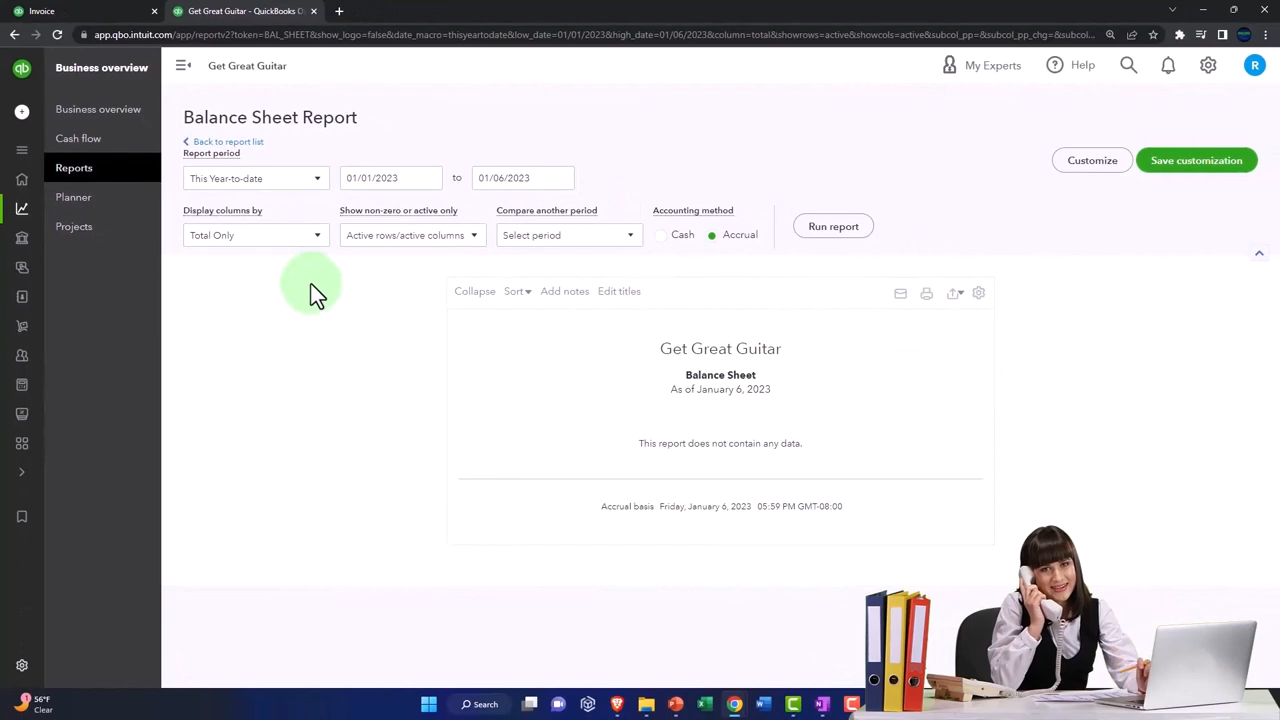 Invoice
Get Great Guitar - QuickBooks O
app.qbo.intuit.com/app/reportv2?token=BAL_SHEET&show_logo=false&date_macro=thisyeartodate&low_date=01/01/2023&high_date=01/06/2023&column=total&showrows=active&showcols=active&subcol_pp=&subcol_pp_chg=&subcol...
qb
Business overview
Get Great Guitar
My Experts
Help
R
Business overview
Cash flow
Reports
Planner
Projects
Balance Sheet Report
Back to report list
Report period
This Year-to-date
01/01/2023
to
01/06/2023
Customize
Save customization
Display columns by
Show non-zero or active only
Compare another period
Accounting method
Total Only
Active rows/active columns
Select period
Cash
Accrual
Run report
Collapse
Sort
Add notes
Edit titles
Get Great Guitar
Balance Sheet
As of January 6, 2023
This report does not contain any data.
Accrual basis Friday, January 6, 2023 05:59 PM GMT-08:00
1
56°F
Clear
Search